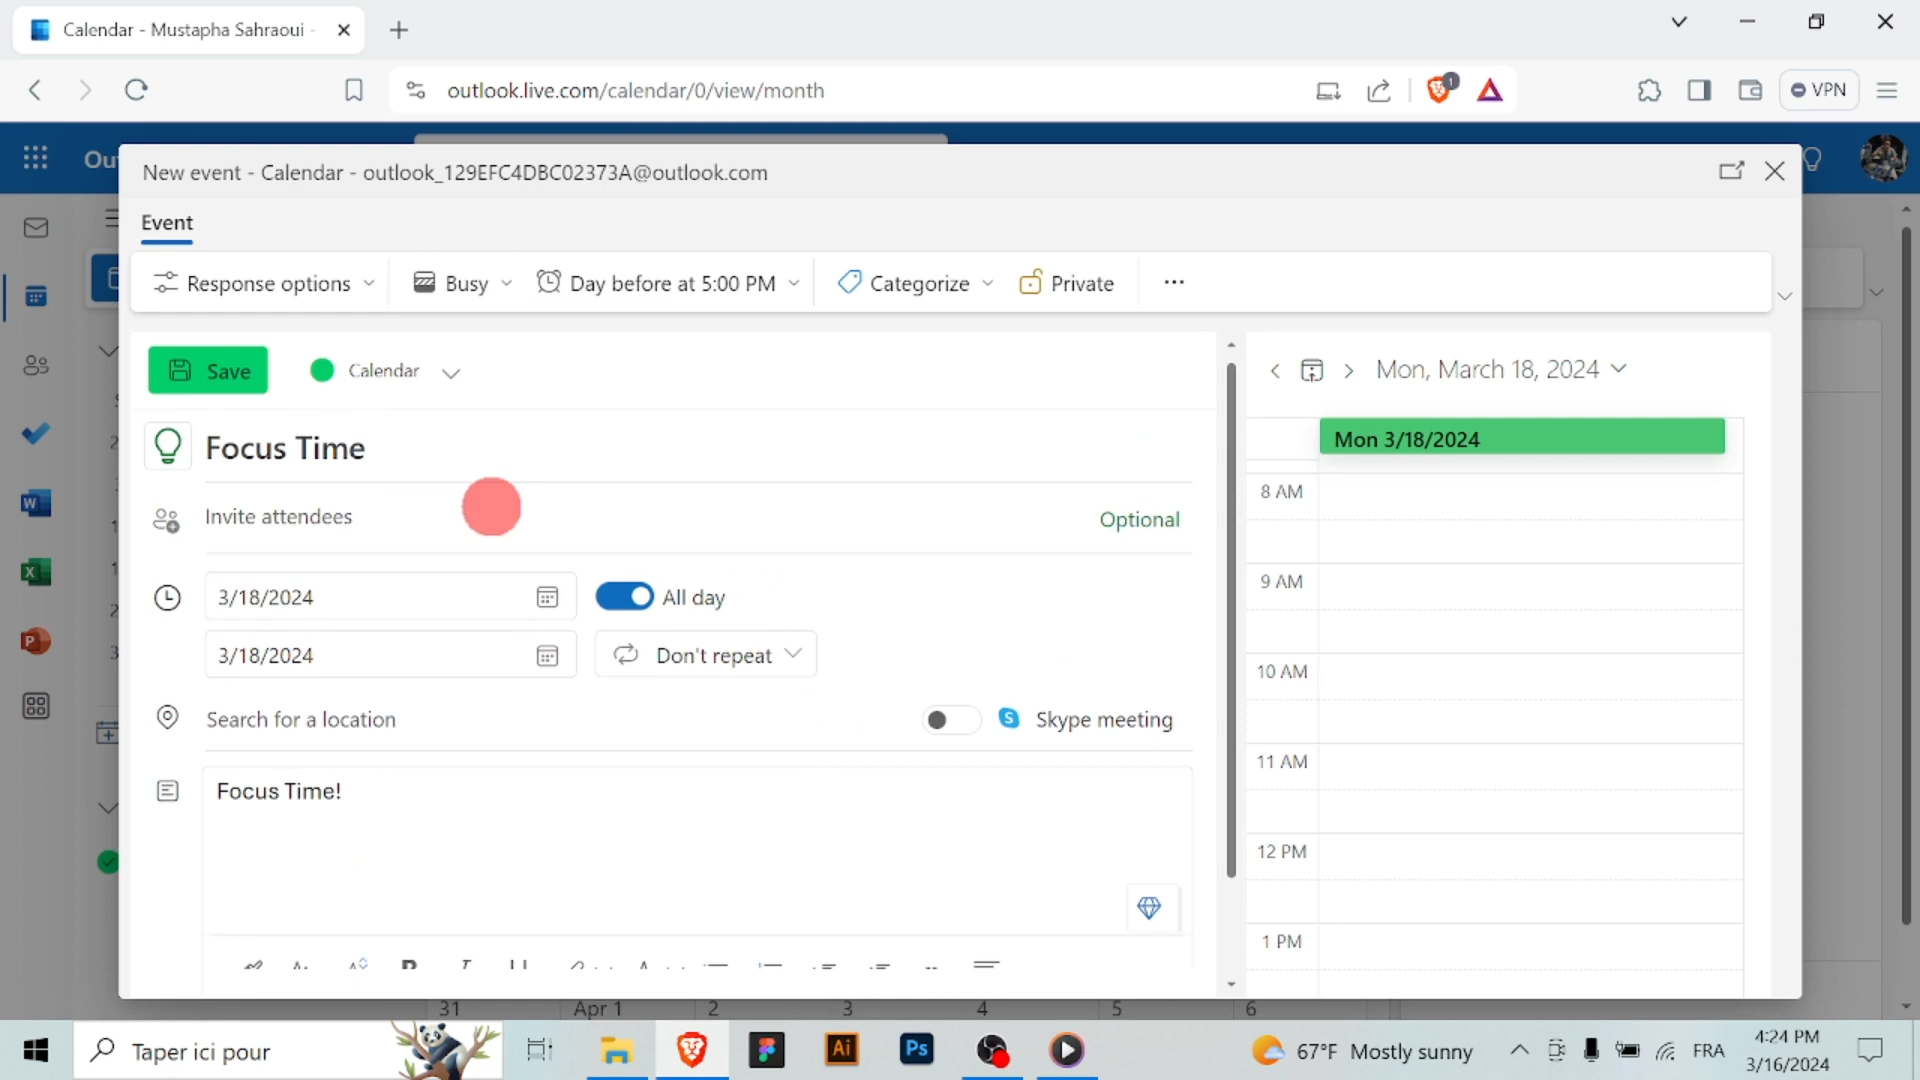 Calendar - Mustapha Sahraoui -
outlook.live.com/calendar/0/view/month
1
VPN
Ou
New event - Calendar - outlook_129EFC4DBC02373A@outlook.com
Event
Response options
Busy
Day before at 5:00 PM
Categorize
Private
Save
Calendar
Mon, March 18, 2024
Focus Time
Mon 3/18/2024
Invite attendees
Optional
8 AM
3/18/2024
All day
9 AM
3/18/2024
Don't repeat
10 AM
Search for a location
Skype meeting
11 AM
Focus Time!
12 PM
1 PM
31
Apr 1
2
3
4
5
6
Taper ici pour
Ai
Ps
67°F Mostly sunny
FRA
4:24 PM
3/16/2024